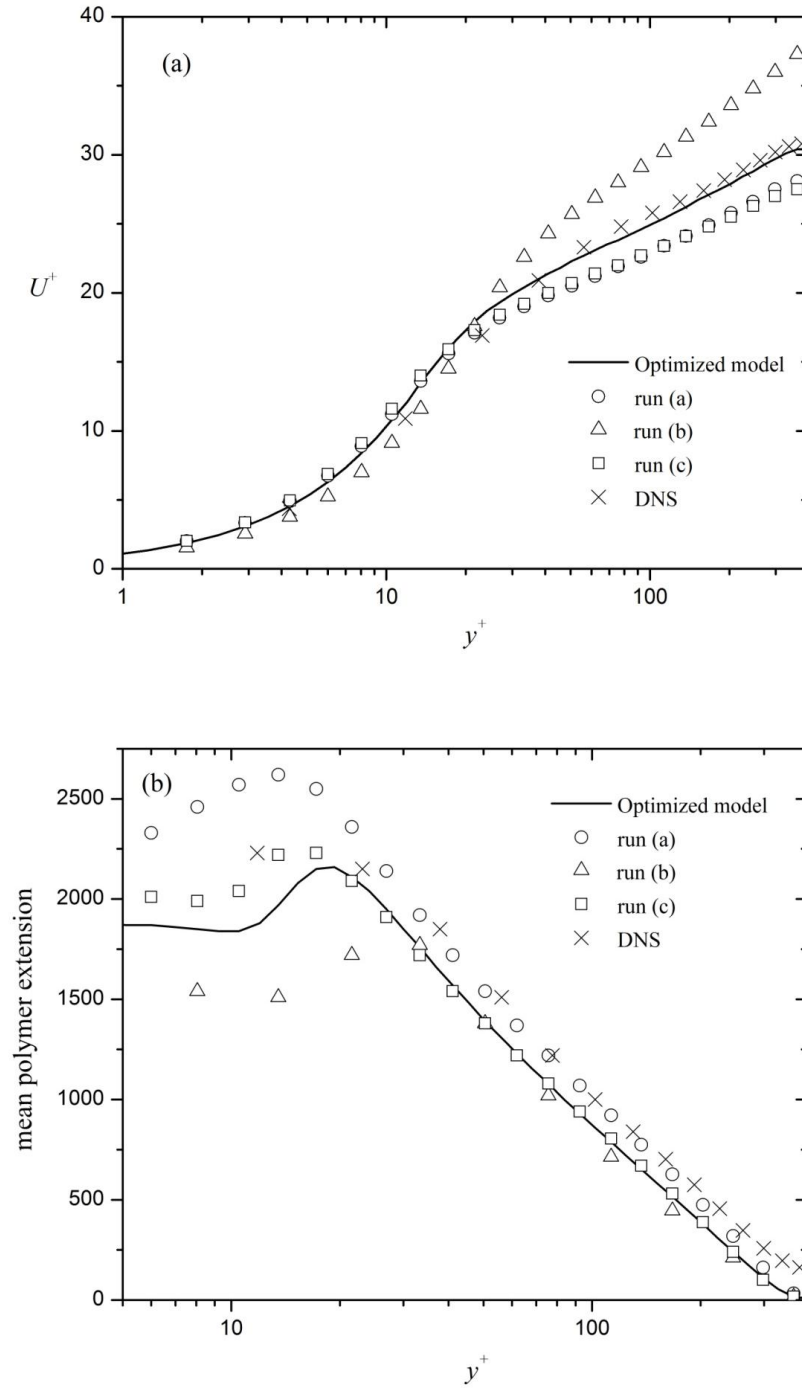 40
(a)
30
U+
20
Optimized model
run (a)
10
run (b)
run (c)
DNS
0
1 10 100
y+
(b)
2500
Optimized model
run (a)
run (b)
2000
run (c)
DNS
1500
mean polymer extension
1000
500
0
10 100
y+